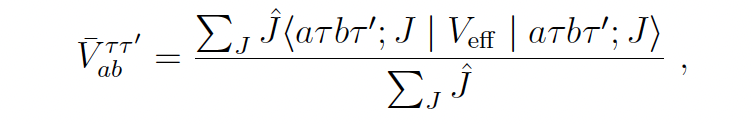 \bar{V}_{ab}^{\tau\tau'} = \frac{\sum_J \hat{J} \langle a\tau b\tau'; J \mid V_{\text{eff}} \mid a\tau b\tau'; J \rangle}{\sum_J \hat{J}} ,